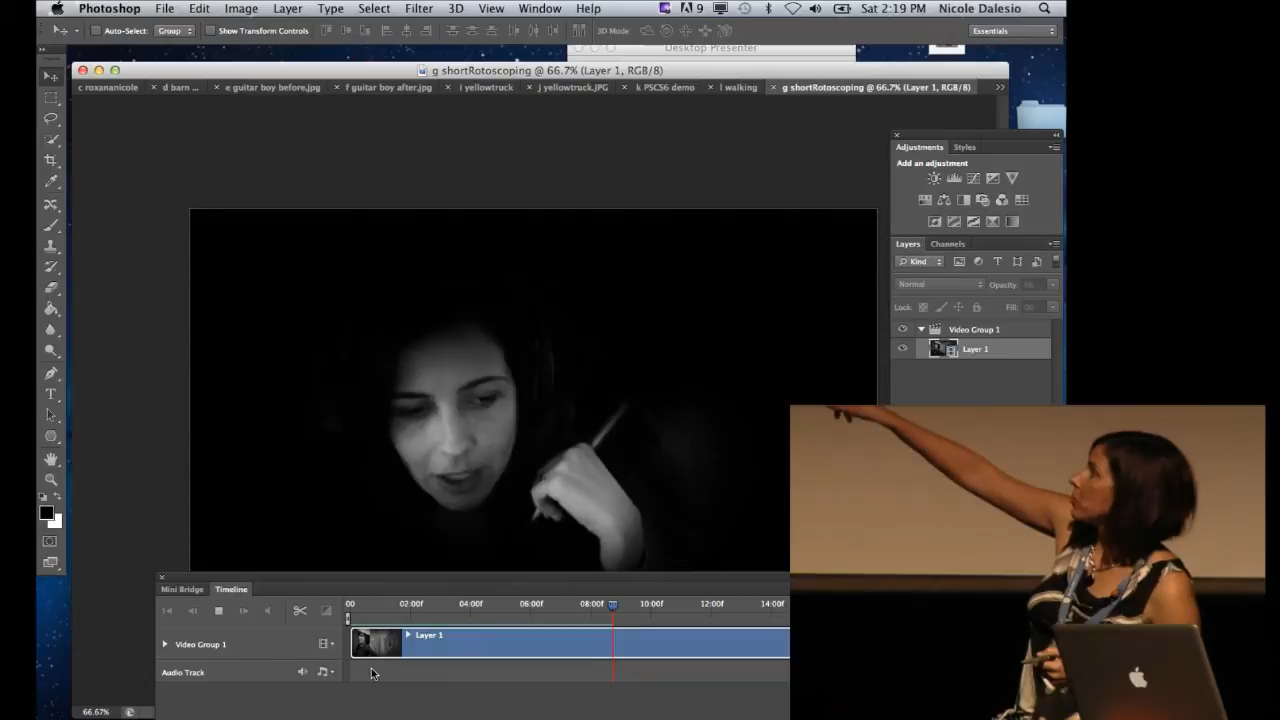 Photoshop File Edit Image Layer Type Select Filter 3D View Window Help 9 Sat 2:19 PM Nicole Dalesio
Auto-Select: Group Show Transform Controls 3D Mode Essentials
Desktop Presenter
g shortRotoscoping @ 66.7% (Layer 1, RGB/8)
c roxananicole × d barn ... × e guitar boy before.jpg × f guitar boy after.jpg × i yellowtruck × j yellowtruck.JPG × k PSCS6 demo × l walking × g shortRotoscoping @ 66.7% (Layer 1, RGB/8) >>
Adjustments Styles
Add an adjustment
Layers Channels
Kind
Normal Opacity:
Lock: Fill:
Video Group 1
Layer 1
Mini Bridge Timeline
00 02:00f 04:00f 06:00f 08:00f 10:00f 12:00f 14:00f
Video Group 1 Layer 1
Audio Track
66.67%